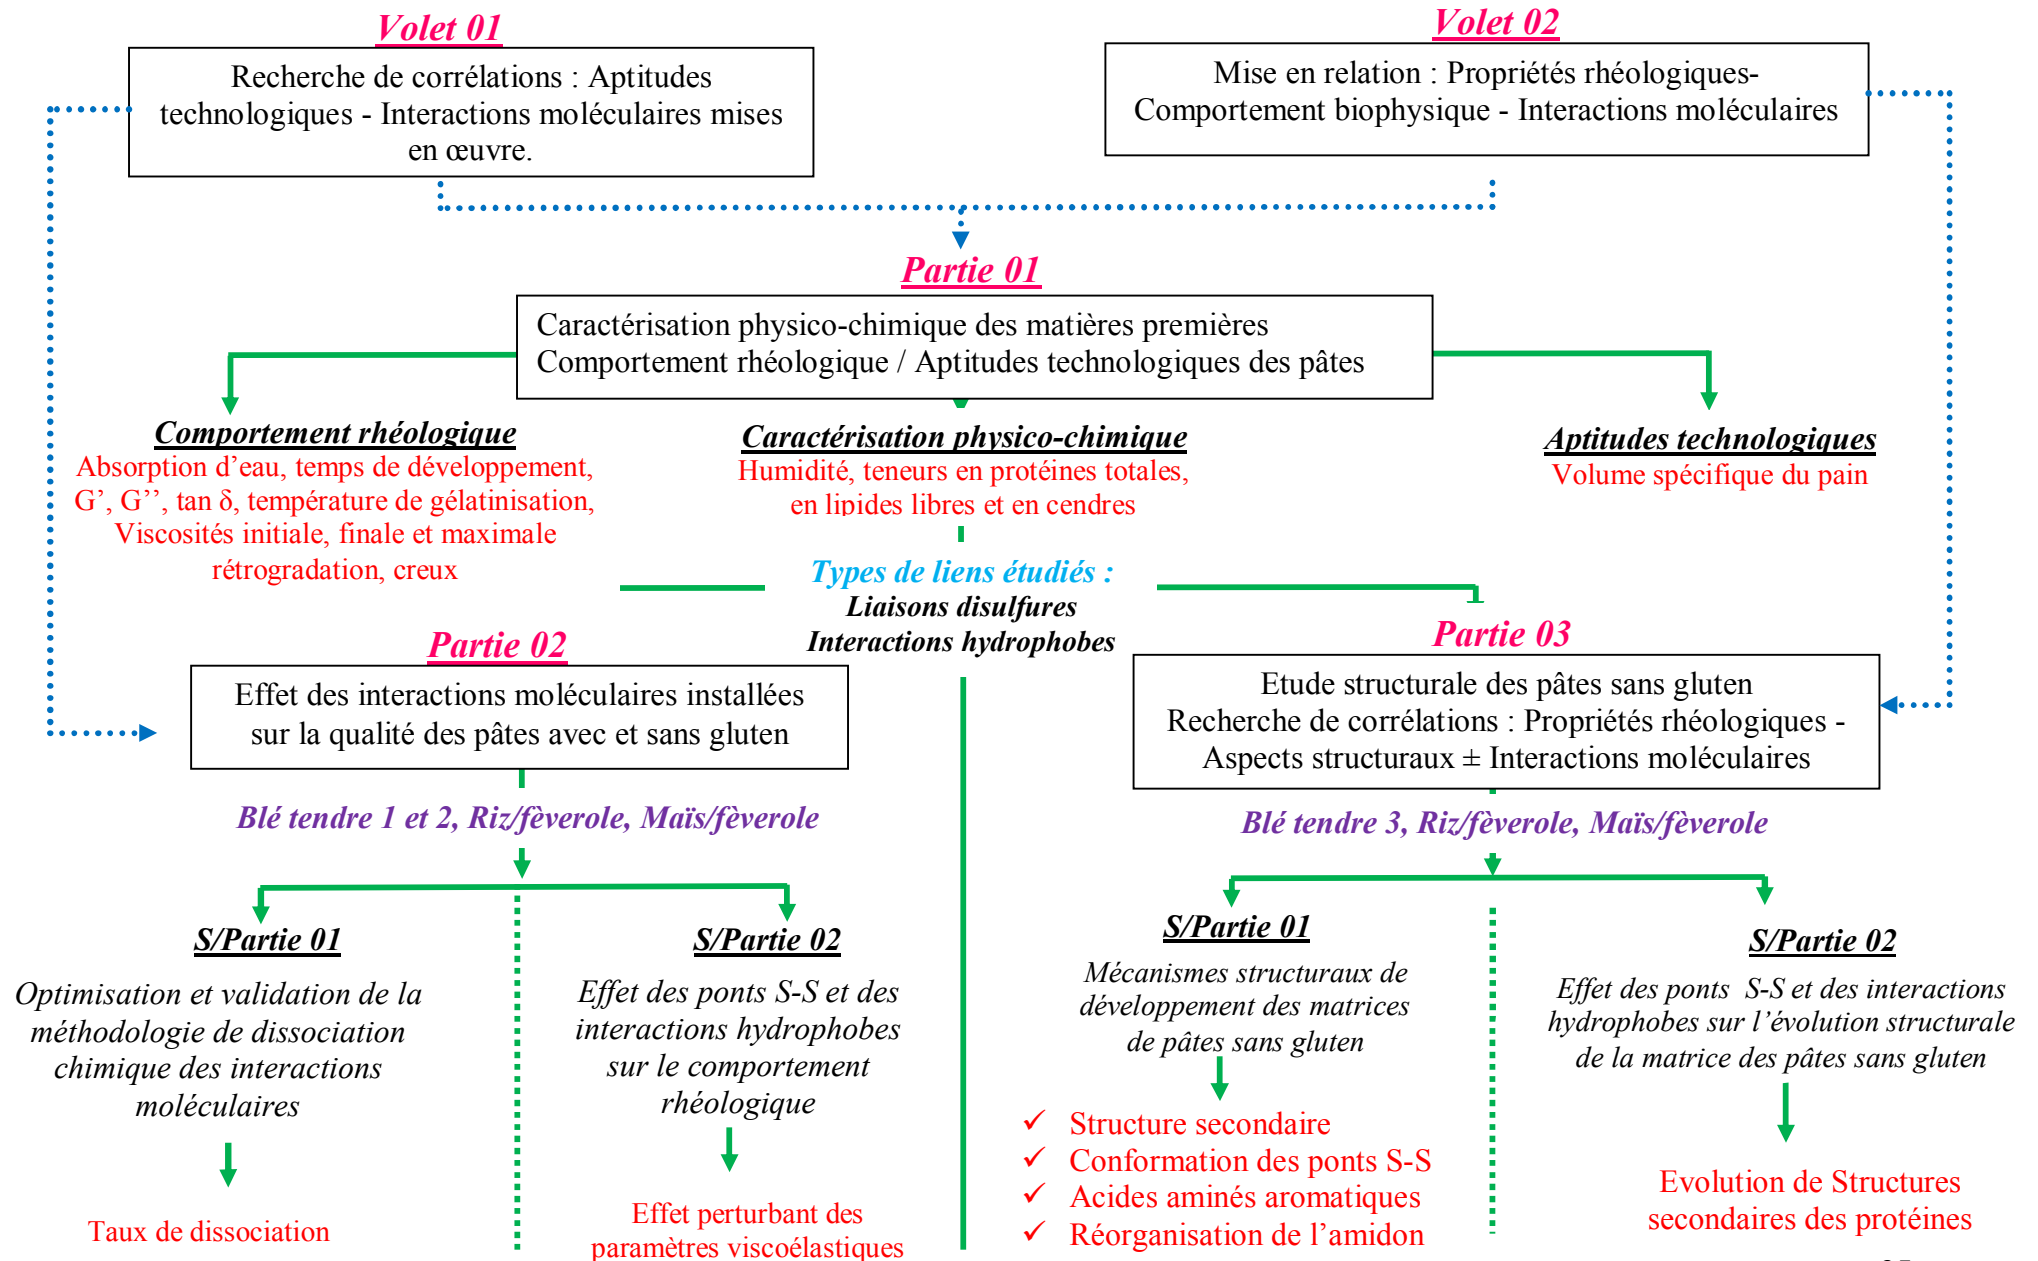 Volet 01
Recherche de corrélations : Aptitudes
technologiques - Interactions moléculaires mises
en œuvre.
Volet 02
Mise en relation : Propriétés rhéologiques-
Comportement biophysique - Interactions moléculaires
Partie 01
Caractérisation physico-chimique des matières premières
Comportement rhéologique / Aptitudes technologiques des pâtes
Comportement rhéologique
Absorption d’eau, temps de développement,
G’, G’’, tan δ, température de gélatinisation,
Viscosités initiale, finale et maximale
rétrogradation, creux
Caractérisation physico-chimique
Humidité, teneurs en protéines totales,
en lipides libres et en cendres
Aptitudes technologiques
Volume spécifique du pain
Types de liens étudiés :
Liaisons disulfures
Interactions hydrophobes
Partie 02
Effet des interactions moléculaires installées
sur la qualité des pâtes avec et sans gluten
Blé tendre 1 et 2, Riz/fèverole, Maïs/fèverole
S/Partie 01
Optimisation et validation de la
méthodologie de dissociation
chimique des interactions
moléculaires
Taux de dissociation
S/Partie 02
Effet des ponts S-S et des
interactions hydrophobes
sur le comportement
rhéologique
Effet perturbant des
paramètres viscoélastiques
Partie 03
Etude structurale des pâtes sans gluten
Recherche de corrélations : Propriétés rhéologiques -
Aspects structuraux ± Interactions moléculaires
Blé tendre 3, Riz/fèverole, Maïs/fèverole
S/Partie 01
Mécanismes structuraux de
développement des matrices
de pâtes sans gluten
✓ Structure secondaire
✓ Conformation des ponts S-S
✓ Acides aminés aromatiques
✓ Réorganisation de l’amidon
S/Partie 02
Effet des ponts S-S et des interactions
hydrophobes sur l’évolution structurale
de la matrice des pâtes sans gluten
Evolution de Structures
secondaires des protéines